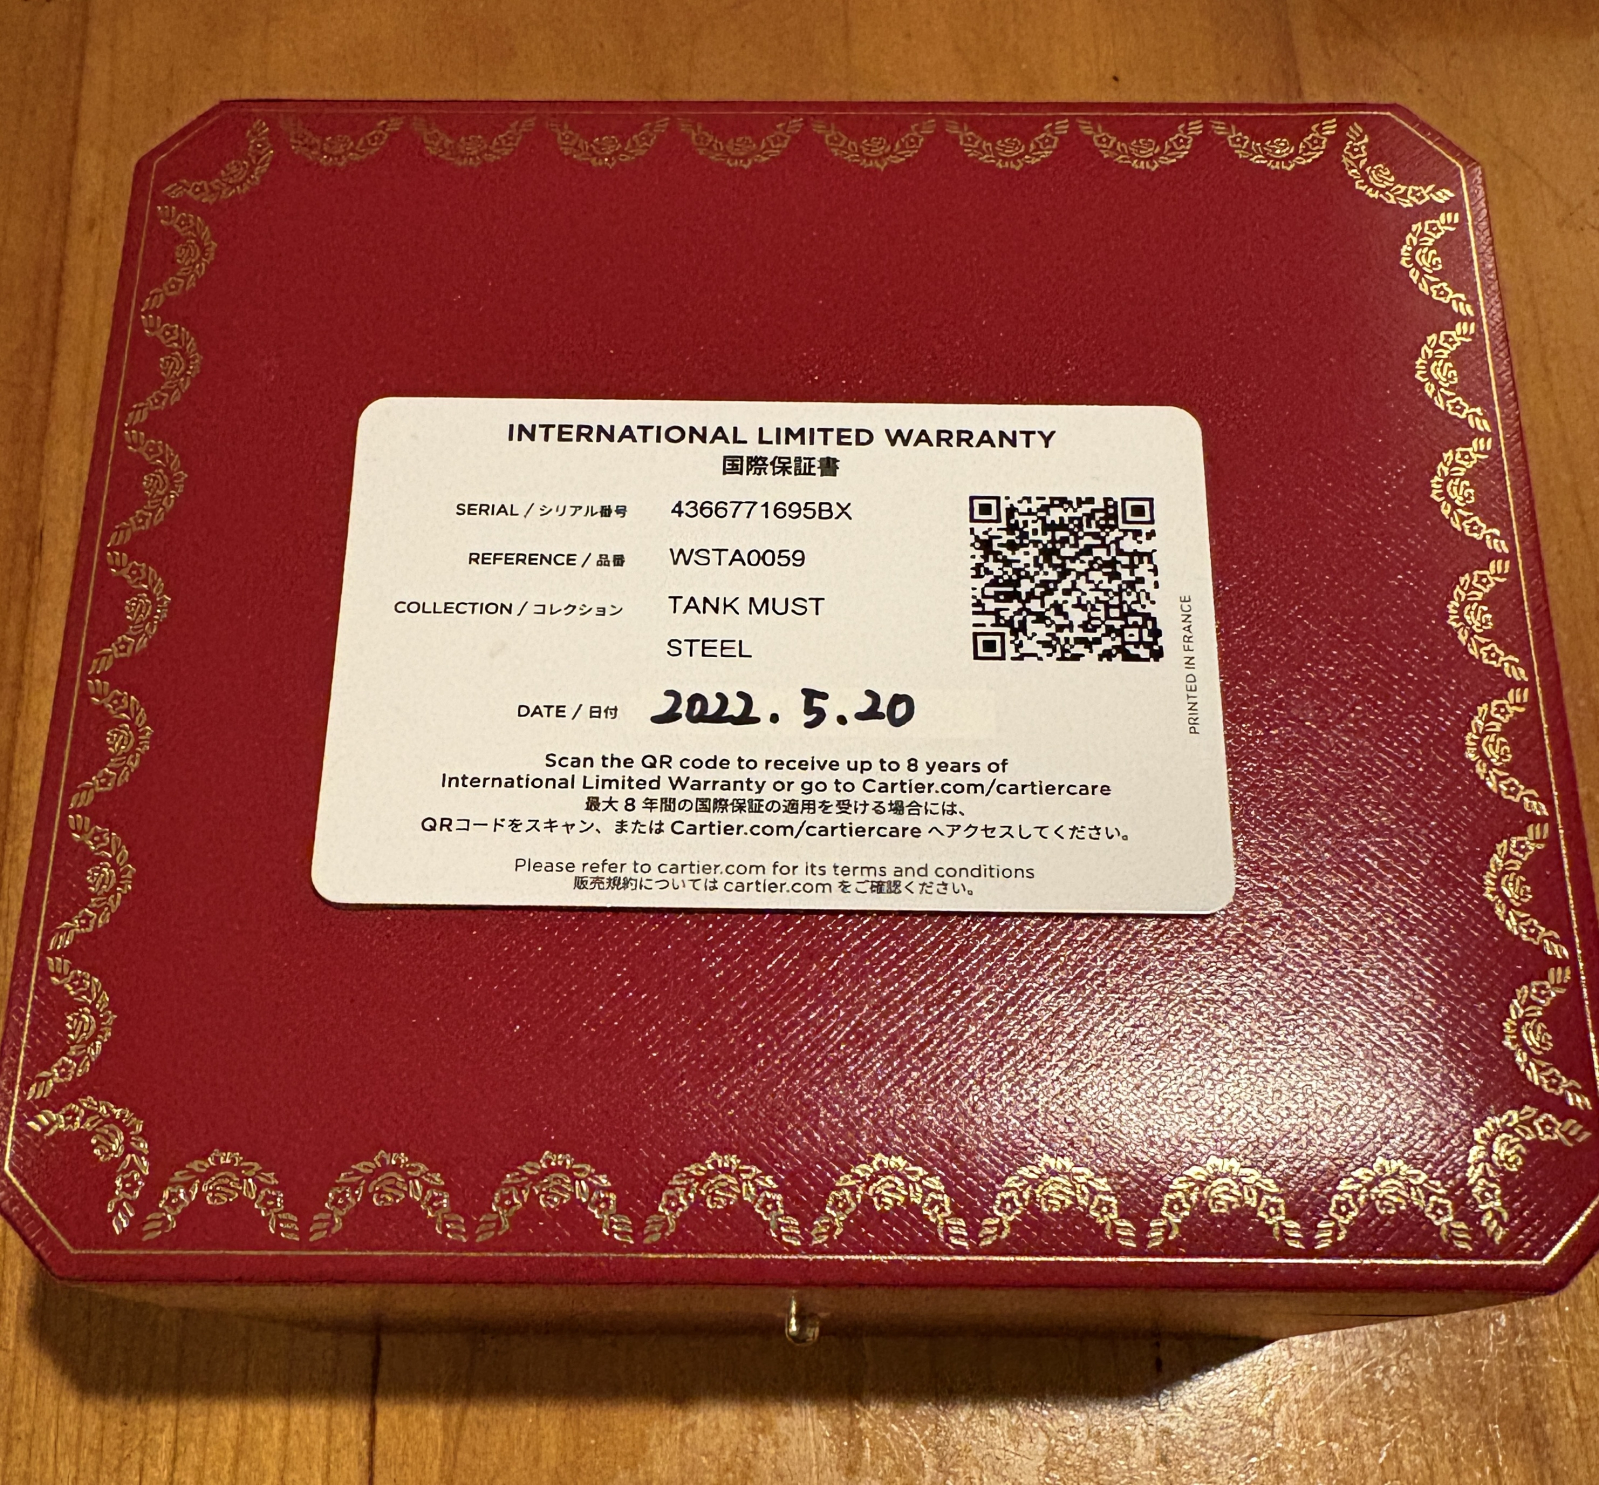 INTERNATIONAL LIMITED WARRANTY
国際保証書
SERIAL / シリアル番号 4366771695BX
REFERENCE / 品番 WSTA0059
COLLECTION / コレクション TANK MUST
STEEL
DATE / 日付 2022.5.20
PRINTED IN FRANCE
Scan the QR code to receive up to 8 years of
International Limited Warranty or go to Cartier.com/cartiercare
最大 8 年間の国際保証の適用を受ける場合には、
QRコードをスキャン、または Cartier.com/cartiercare へアクセスしてください。
Please refer to cartier.com for its terms and conditions
販売規約については cartier.com をご確認ください。